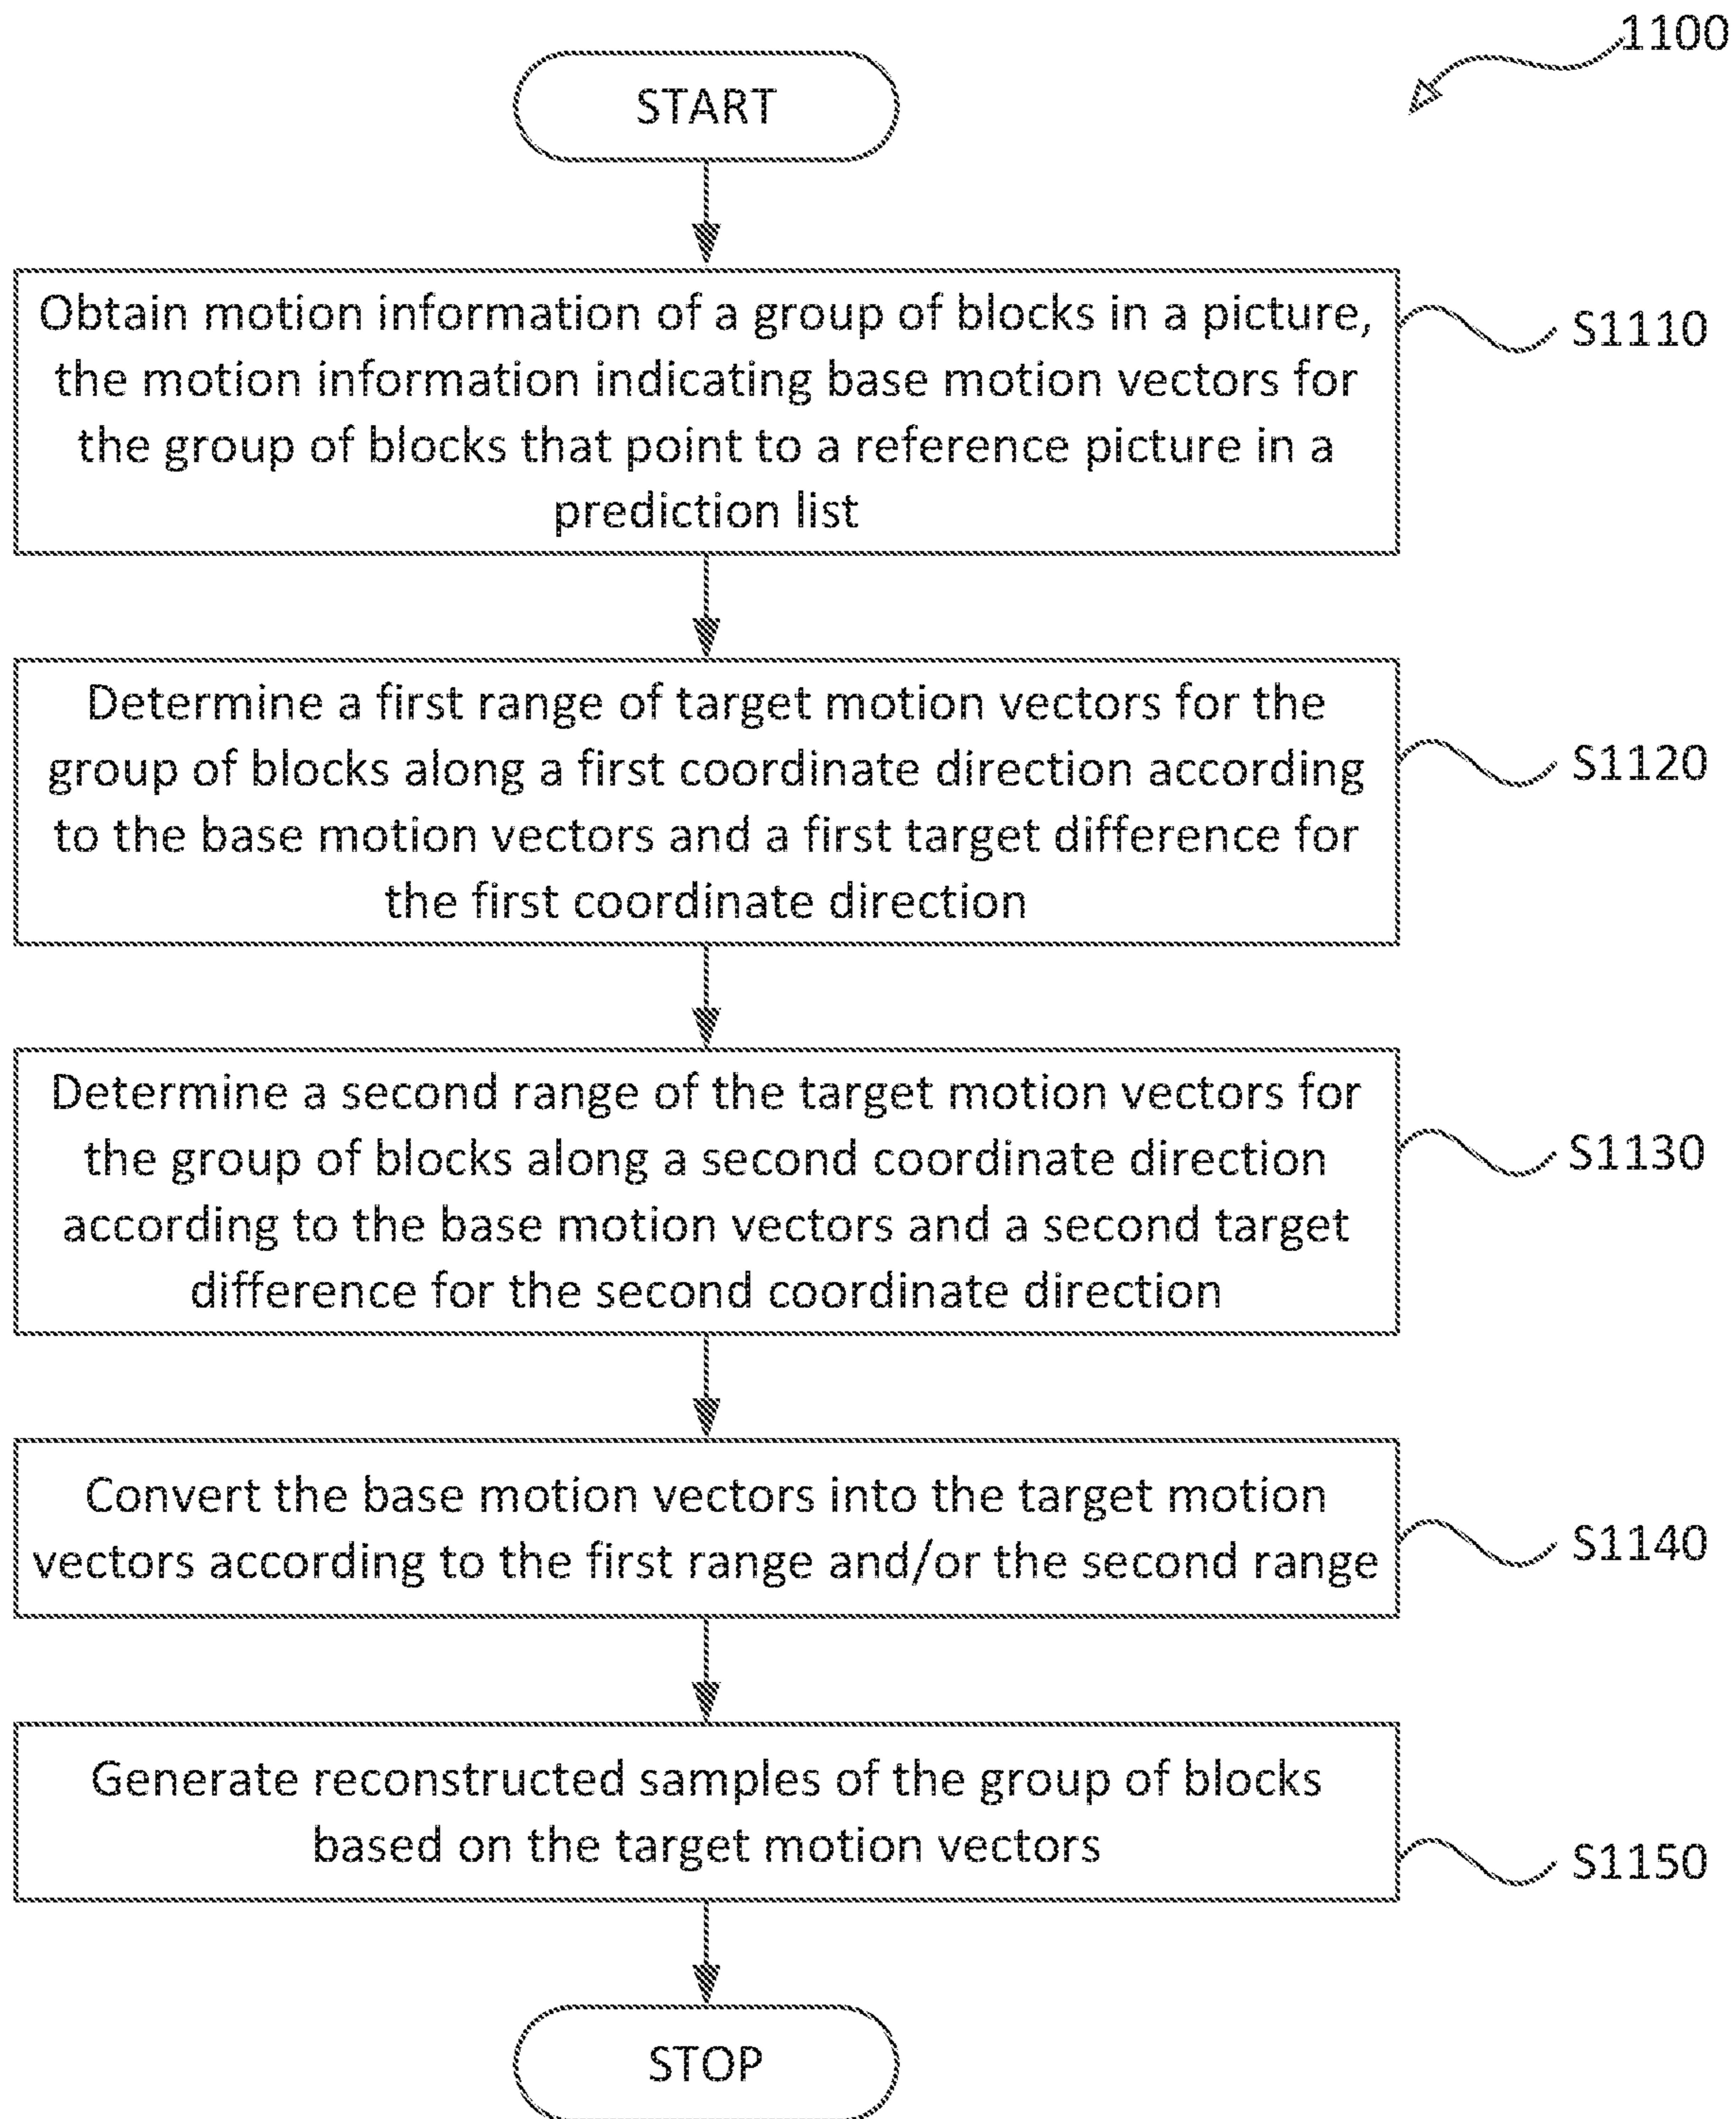 1100
START
Obtain motion information of a group of blocks in a picture,
the motion information indicating base motion vectors for
the group of blocks that point to a reference picture in a
prediction list
S1110
Determine a first range of target motion vectors for the
group of blocks along a first coordinate direction according
to the base motion vectors and a first target difference for
the first coordinate direction
S1120
Determine a second range of the target motion vectors for
the group of blocks along a second coordinate direction
according to the base motion vectors and a second target
difference for the second coordinate direction
S1130
Convert the base motion vectors into the target motion
vectors according to the first range and/or the second range
S1140
Generate reconstructed samples of the group of blocks
based on the target motion vectors
S1150
STOP